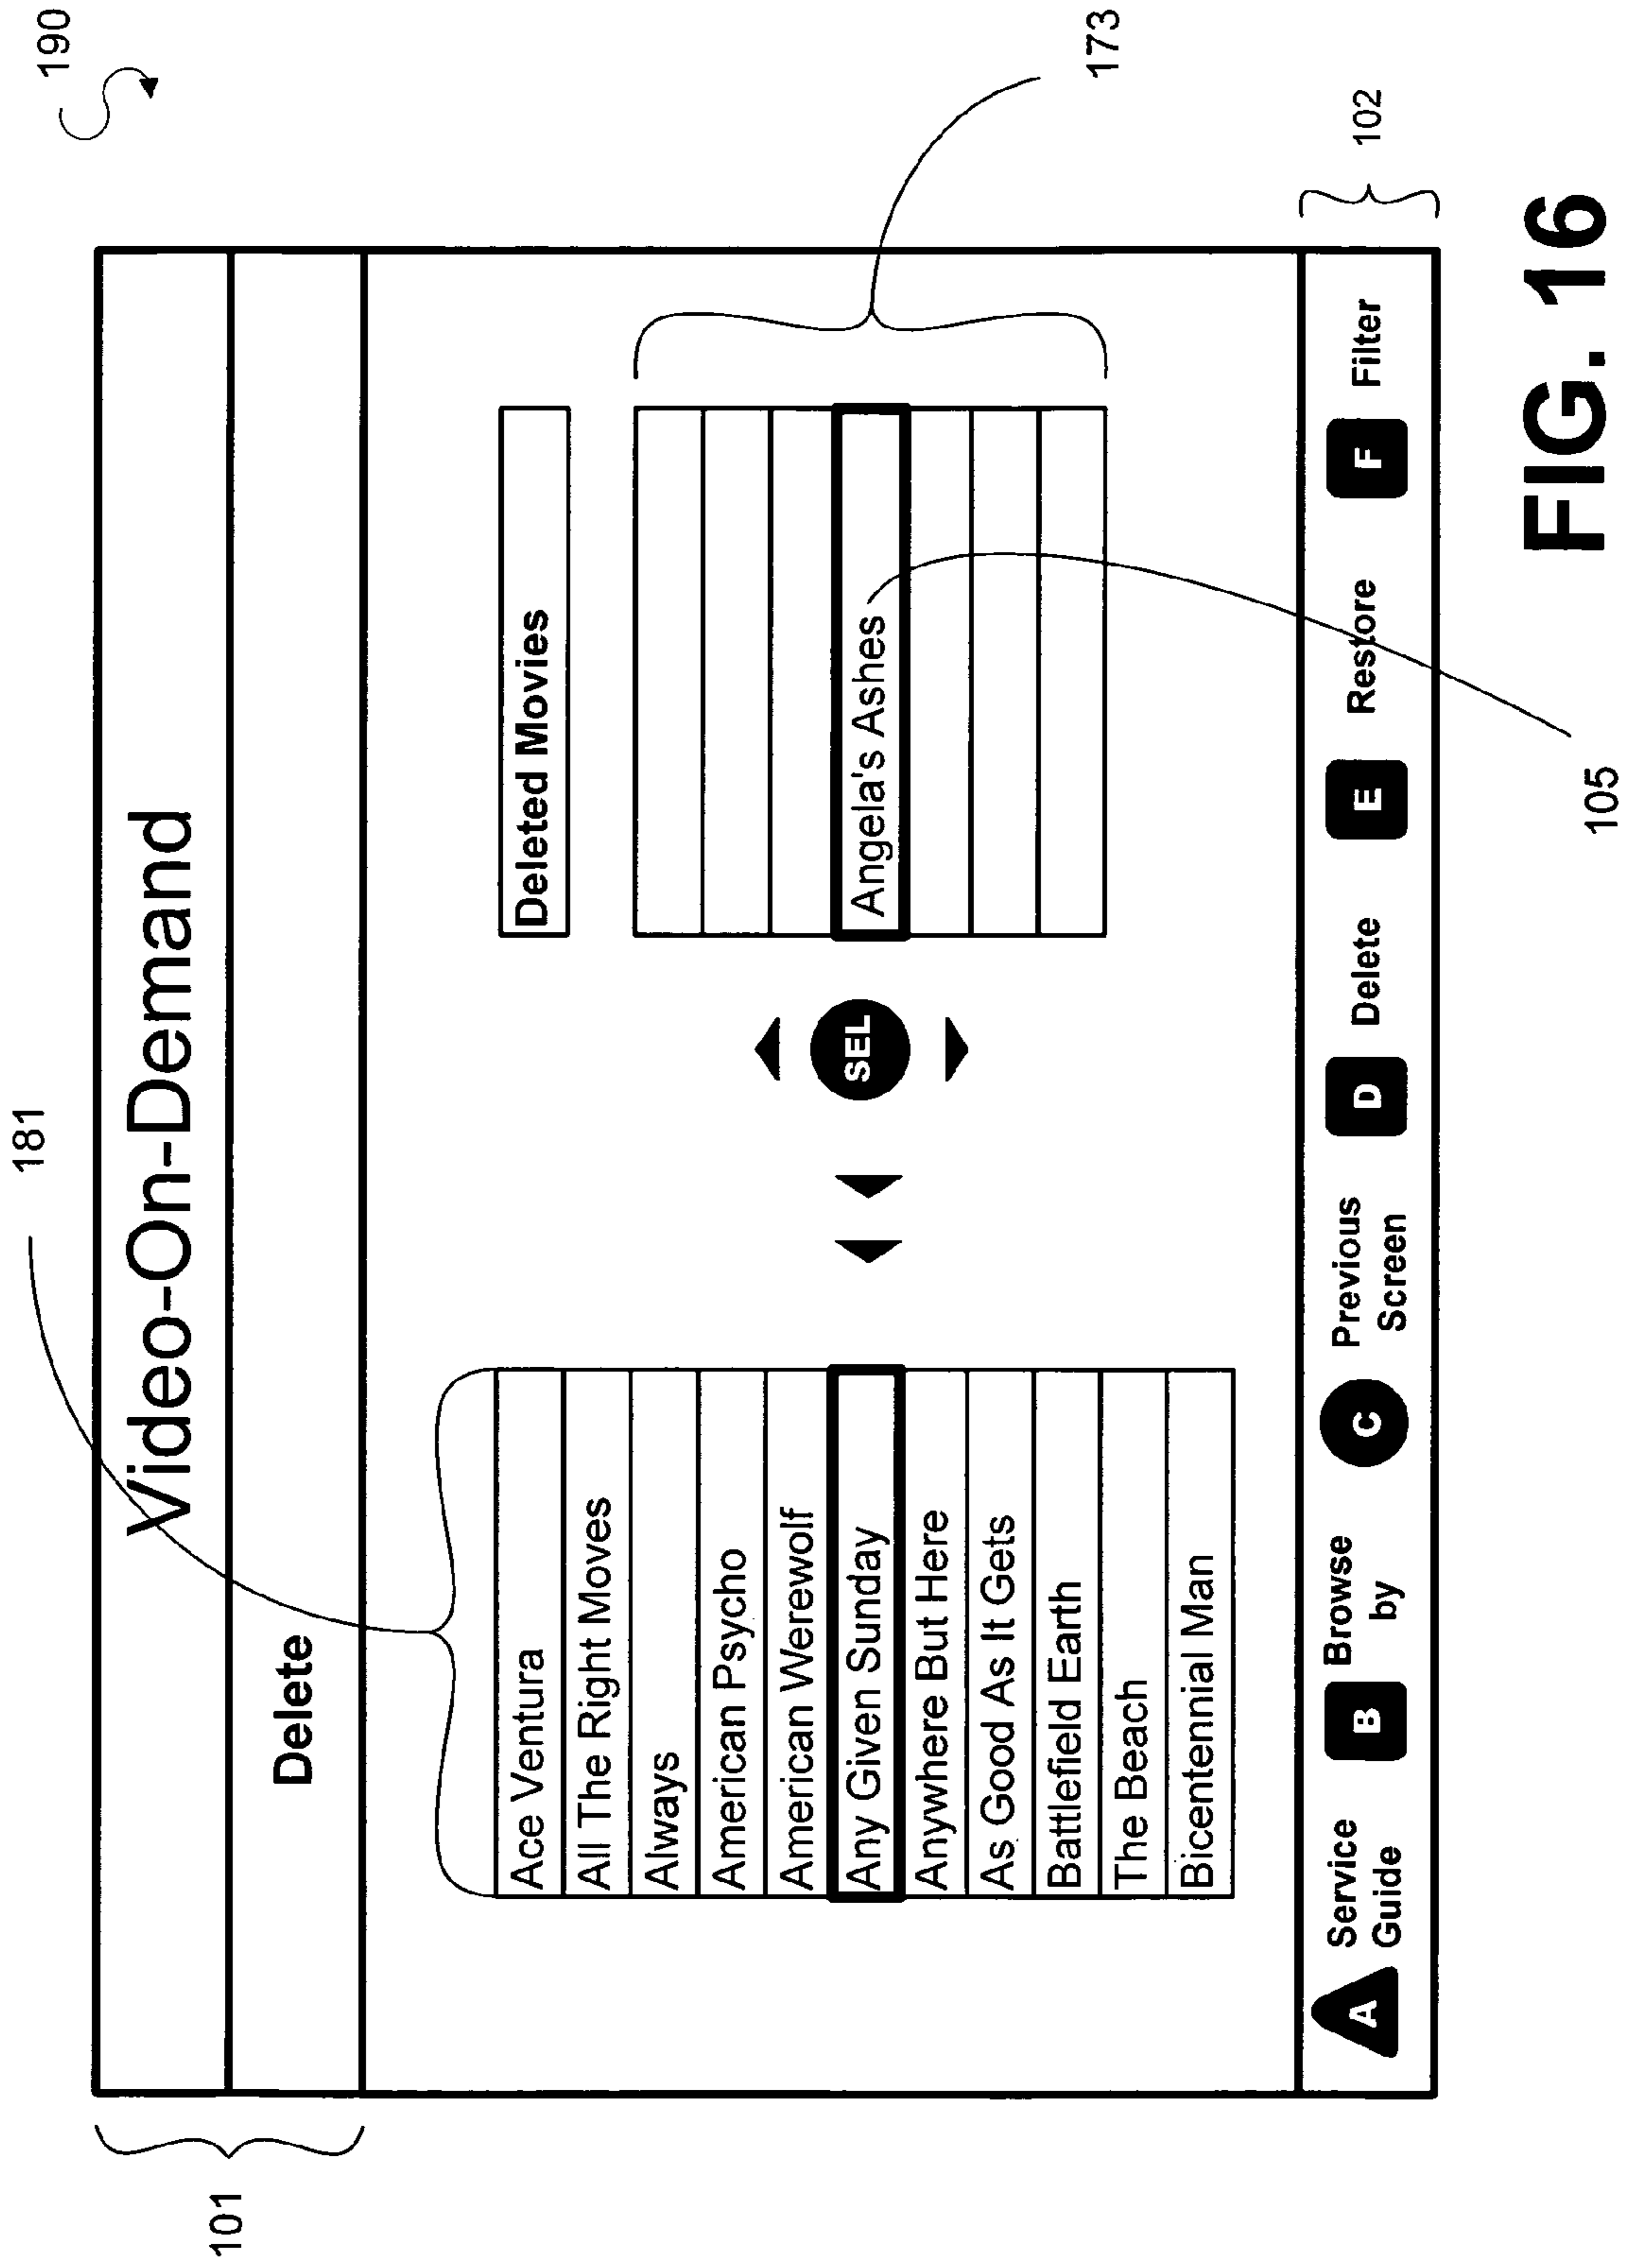 190
181
101
Video-On-Demand
Delete
Ace Ventura
All The Right Moves
Always
American Psycho
American Werewolf
Any Given Sunday
Anywhere But Here
As Good As It Gets
Battlefield Earth
The Beach
Bicentennial Man
SEL
Deleted Movies
Angela's Ashes
173
A Service
Guide
B Browse
by
C Previous
Screen
D Delete
E Restore
F Filter
102
105
FIG. 16